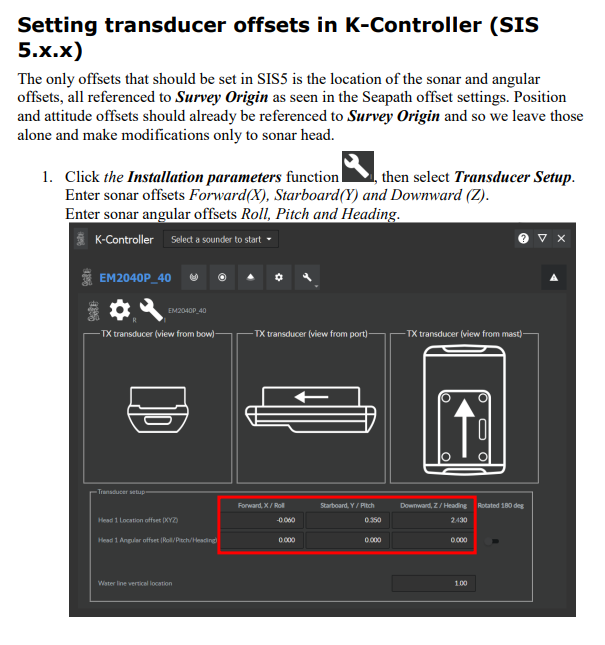 Setting transducer offsets in K-Controller (SIS
5.x.x)
The only offsets that should be set in SIS5 is the location of the sonar and angular
offsets, all referenced to Survey Origin as seen in the Seapath offset settings. Position
and attitude offsets should already be referenced to Survey Origin and so we leave those
alone and make modifications only to sonar head.
1. Click the Installation parameters function , then select Transducer Setup.
Enter sonar offsets Forward(X), Starboard(Y) and Downward (Z).
Enter sonar angular offsets Roll, Pitch and Heading.
K-Controller Select a sounder to start
EM2040P_40
R I EM2040P_40
TX transducer (view from bow) TX transducer (view from port) TX transducer (view from mast)
Transducer setup
Forward, X / Roll Starboard, Y / Pitch Downward, Z / Heading Rotated 180 deg
Head 1 Location offset (XYZ) -0.060 0.350 2.430
Head 1 Angular offset (Roll/Pitch/Heading) 0.000 0.000 0.000
Water line vertical location 1.00